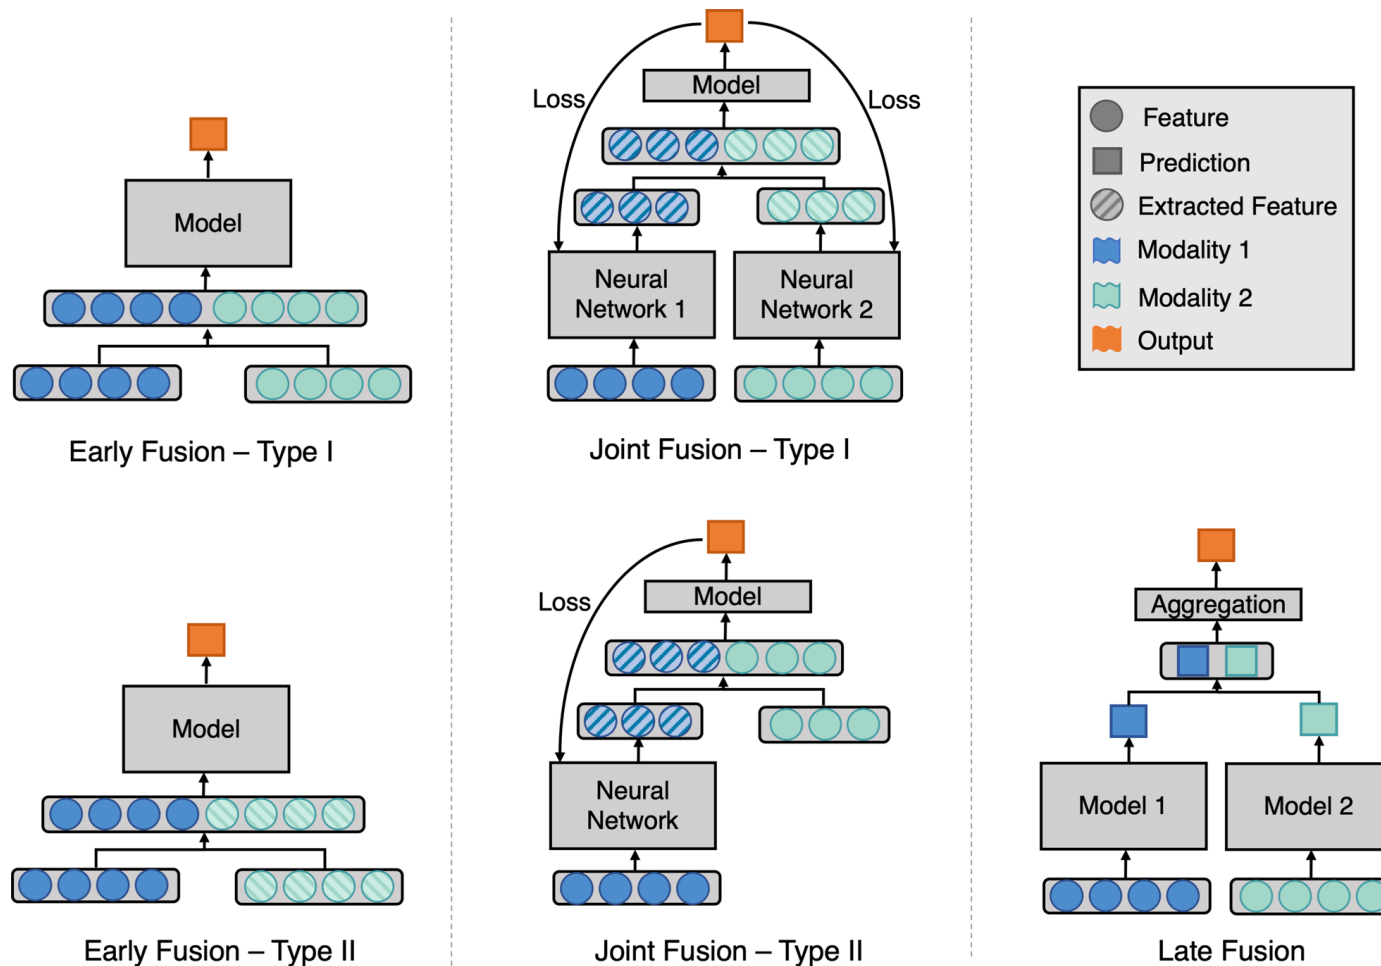 Model
Early Fusion – Type I
Loss
Loss
Model
Neural
Network 1
Neural
Network 2
Joint Fusion – Type I
Feature
Prediction
Extracted Feature
Modality 1
Modality 2
Output
Model
Early Fusion – Type II
Loss
Model
Neural
Network
Joint Fusion – Type II
Aggregation
Model 1
Model 2
Late Fusion